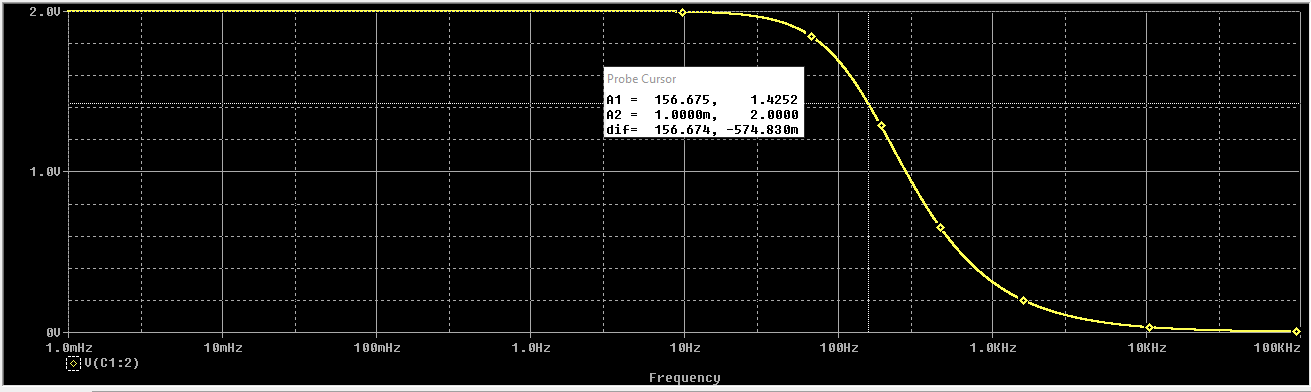 2.0V
Probe Cursor
A1 = 156.675, 1.4252
A2 = 1.0000m, 2.0000
dif= 156.674, -574.830m
1.0V
0V
1.0mHz 10mHz 100mHz 1.0Hz 10Hz 100Hz 1.0KHz 10KHz 100KHz
V(C1:2)
Frequency